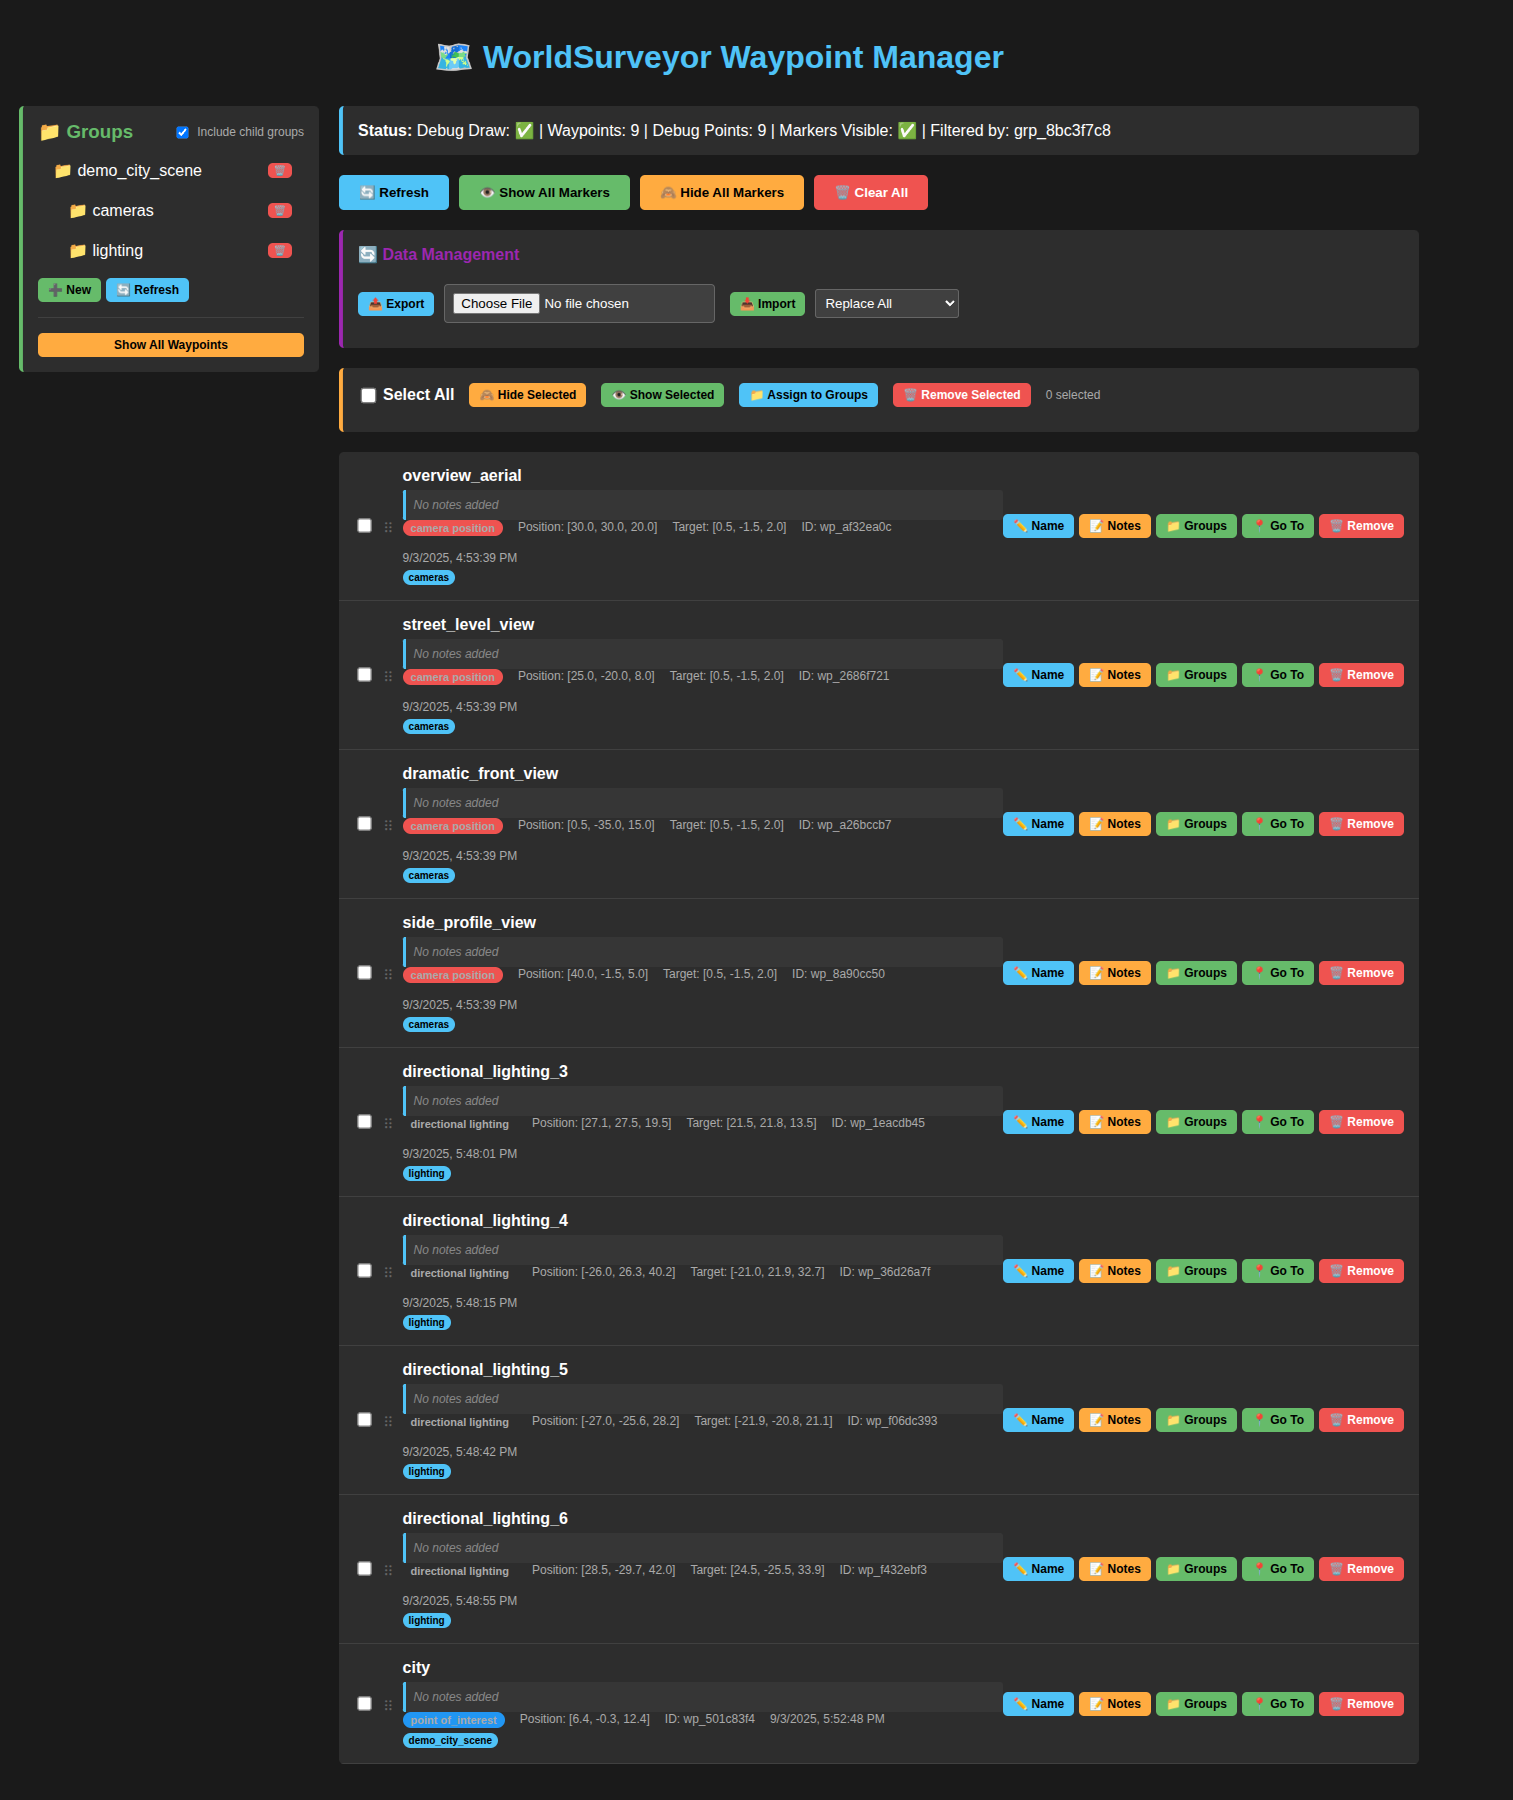 🗺️ WorldSurveyor Waypoint Manager
📁 Groups
Include child groups
📁 demo_city_scene
📁 cameras
📁 lighting
➕ New 🔄 Refresh
Show All Waypoints
Status: Debug Draw: ✅ | Waypoints: 9 | Debug Points: 9 | Markers Visible: ✅ | Filtered by: grp_8bc3f7c8
🔄 Refresh 👁️ Show All Markers 🙈 Hide All Markers 🗑️ Clear All
🔄 Data Management
📤 Export Choose File No file chosen 📥 Import Replace All
Select All 🙈 Hide Selected 👁️ Show Selected 📁 Assign to Groups 🗑️ Remove Selected 0 selected
overview_aerial
No notes added
camera position Position: [30.0, 30.0, 20.0] Target: [0.5, -1.5, 2.0] ID: wp_af32ea0c
✏️ Name 📝 Notes 📁 Groups 📍 Go To 🗑️ Remove
9/3/2025, 4:53:39 PM
cameras
street_level_view
No notes added
camera position Position: [25.0, -20.0, 8.0] Target: [0.5, -1.5, 2.0] ID: wp_2686f721
✏️ Name 📝 Notes 📁 Groups 📍 Go To 🗑️ Remove
9/3/2025, 4:53:39 PM
cameras
dramatic_front_view
No notes added
camera position Position: [0.5, -35.0, 15.0] Target: [0.5, -1.5, 2.0] ID: wp_a26bccb7
✏️ Name 📝 Notes 📁 Groups 📍 Go To 🗑️ Remove
9/3/2025, 4:53:39 PM
cameras
side_profile_view
No notes added
camera position Position: [40.0, -1.5, 5.0] Target: [0.5, -1.5, 2.0] ID: wp_8a90cc50
✏️ Name 📝 Notes 📁 Groups 📍 Go To 🗑️ Remove
9/3/2025, 4:53:39 PM
cameras
directional_lighting_3
No notes added
directional lighting Position: [27.1, 27.5, 19.5] Target: [21.5, 21.8, 13.5] ID: wp_1eacdb45
✏️ Name 📝 Notes 📁 Groups 📍 Go To 🗑️ Remove
9/3/2025, 5:48:01 PM
lighting
directional_lighting_4
No notes added
directional lighting Position: [-26.0, 26.3, 40.2] Target: [-21.0, 21.9, 32.7] ID: wp_36d26a7f
✏️ Name 📝 Notes 📁 Groups 📍 Go To 🗑️ Remove
9/3/2025, 5:48:15 PM
lighting
directional_lighting_5
No notes added
directional lighting Position: [-27.0, -25.6, 28.2] Target: [-21.9, -20.8, 21.1] ID: wp_f06dc393
✏️ Name 📝 Notes 📁 Groups 📍 Go To 🗑️ Remove
9/3/2025, 5:48:42 PM
lighting
directional_lighting_6
No notes added
directional lighting Position: [28.5, -29.7, 42.0] Target: [24.5, -25.5, 33.9] ID: wp_f432ebf3
✏️ Name 📝 Notes 📁 Groups 📍 Go To 🗑️ Remove
9/3/2025, 5:48:55 PM
lighting
city
No notes added
point of_interest Position: [6.4, -0.3, 12.4] ID: wp_501c83f4 9/3/2025, 5:52:48 PM
✏️ Name 📝 Notes 📁 Groups 📍 Go To 🗑️ Remove
demo_city_scene